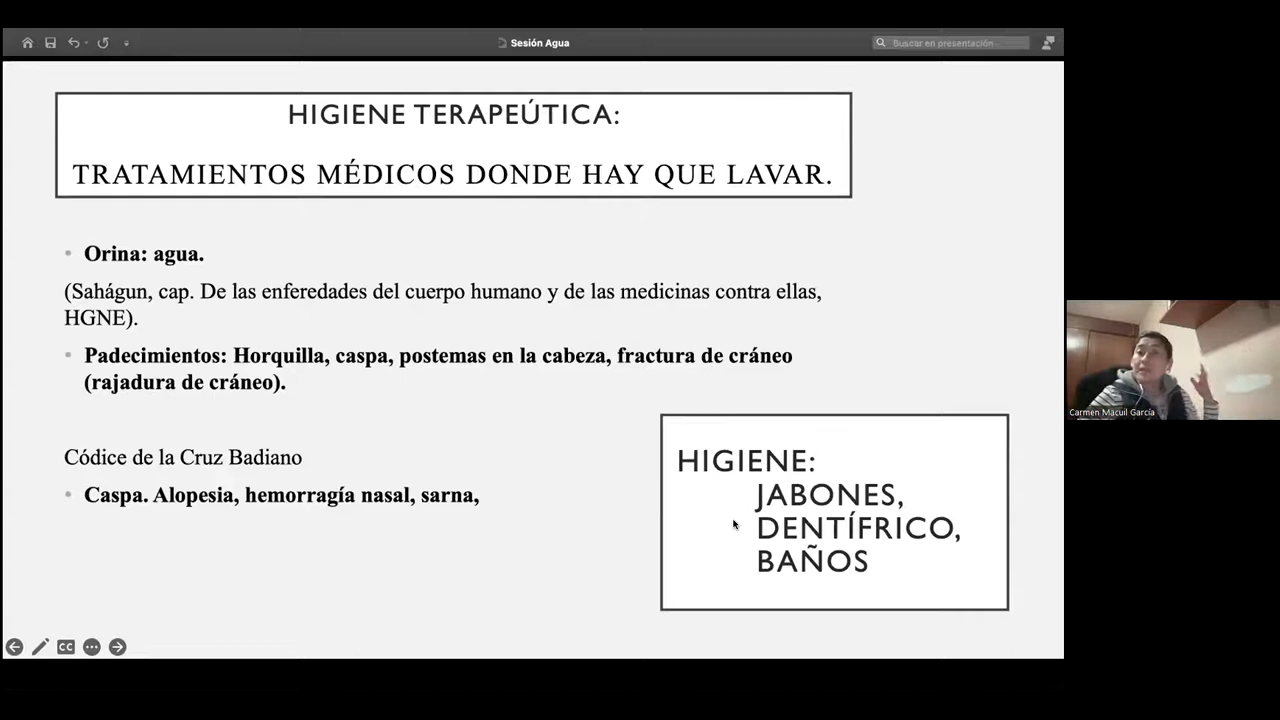 Sesión Agua
Buscar en presentación
HIGIENE TERAPEÚTICA:
TRATAMIENTOS MÉDICOS DONDE HAY QUE LAVAR.
• Orina: agua.
(Sahágun, cap. De las enferedades del cuerpo humano y de las medicinas contra ellas,
HGNE).
• Padecimientos: Horquilla, caspa, postemas en la cabeza, fractura de cráneo
(rajadura de cráneo).
Códice de la Cruz Badiano
• Caspa. Alopesia, hemorragía nasal, sarna,
HIGIENE:
JABONES,
DENTÍFRICO,
BAÑOS
CC
Carmen Macuil García